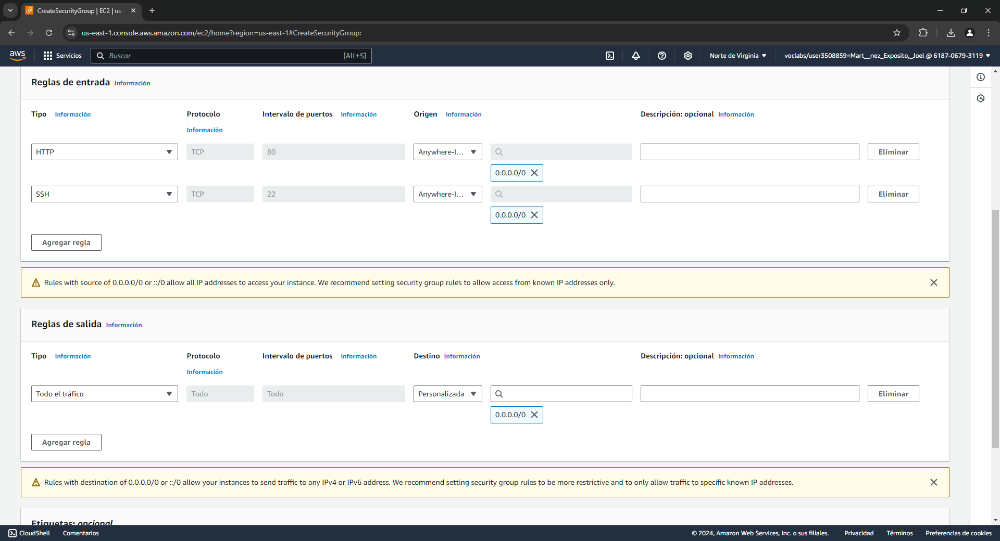 CreateSecurityGroup | EC2 | us-
us-east-1.console.aws.amazon.com/ec2/home?region=us-east-1#CreateSecurityGroup:
aws Servicios Buscar [Alt+S] Norte de Virginia voclabs/user3508859=Mart__nez_Exposito,_Joel @ 6187-0679-3119
Reglas de entrada Información
Tipo Información Protocolo Intervalo de puertos Información Origen Información Descripción: opcional Información
Información
HTTP TCP 80 Anywhere-I... Eliminar
0.0.0.0/0
SSH TCP 22 Anywhere-I... Eliminar
0.0.0.0/0
Agregar regla
Rules with source of 0.0.0.0/0 or ::/0 allow all IP addresses to access your instance. We recommend setting security group rules to allow access from known IP addresses only.
Reglas de salida Información
Tipo Información Protocolo Intervalo de puertos Información Destino Información Descripción: opcional Información
Información
Todo el tráfico Todo Todo Personalizada Eliminar
0.0.0.0/0
Agregar regla
Rules with destination of 0.0.0.0/0 or ::/0 allow your instances to send traffic to any IPv4 or IPv6 address. We recommend setting security group rules to be more restrictive and to only allow traffic to specific known IP addresses.
Etiquetas: opcional
CloudShell Comentarios © 2024, Amazon Web Services, Inc. o sus filiales. Privacidad Términos Preferencias de cookies